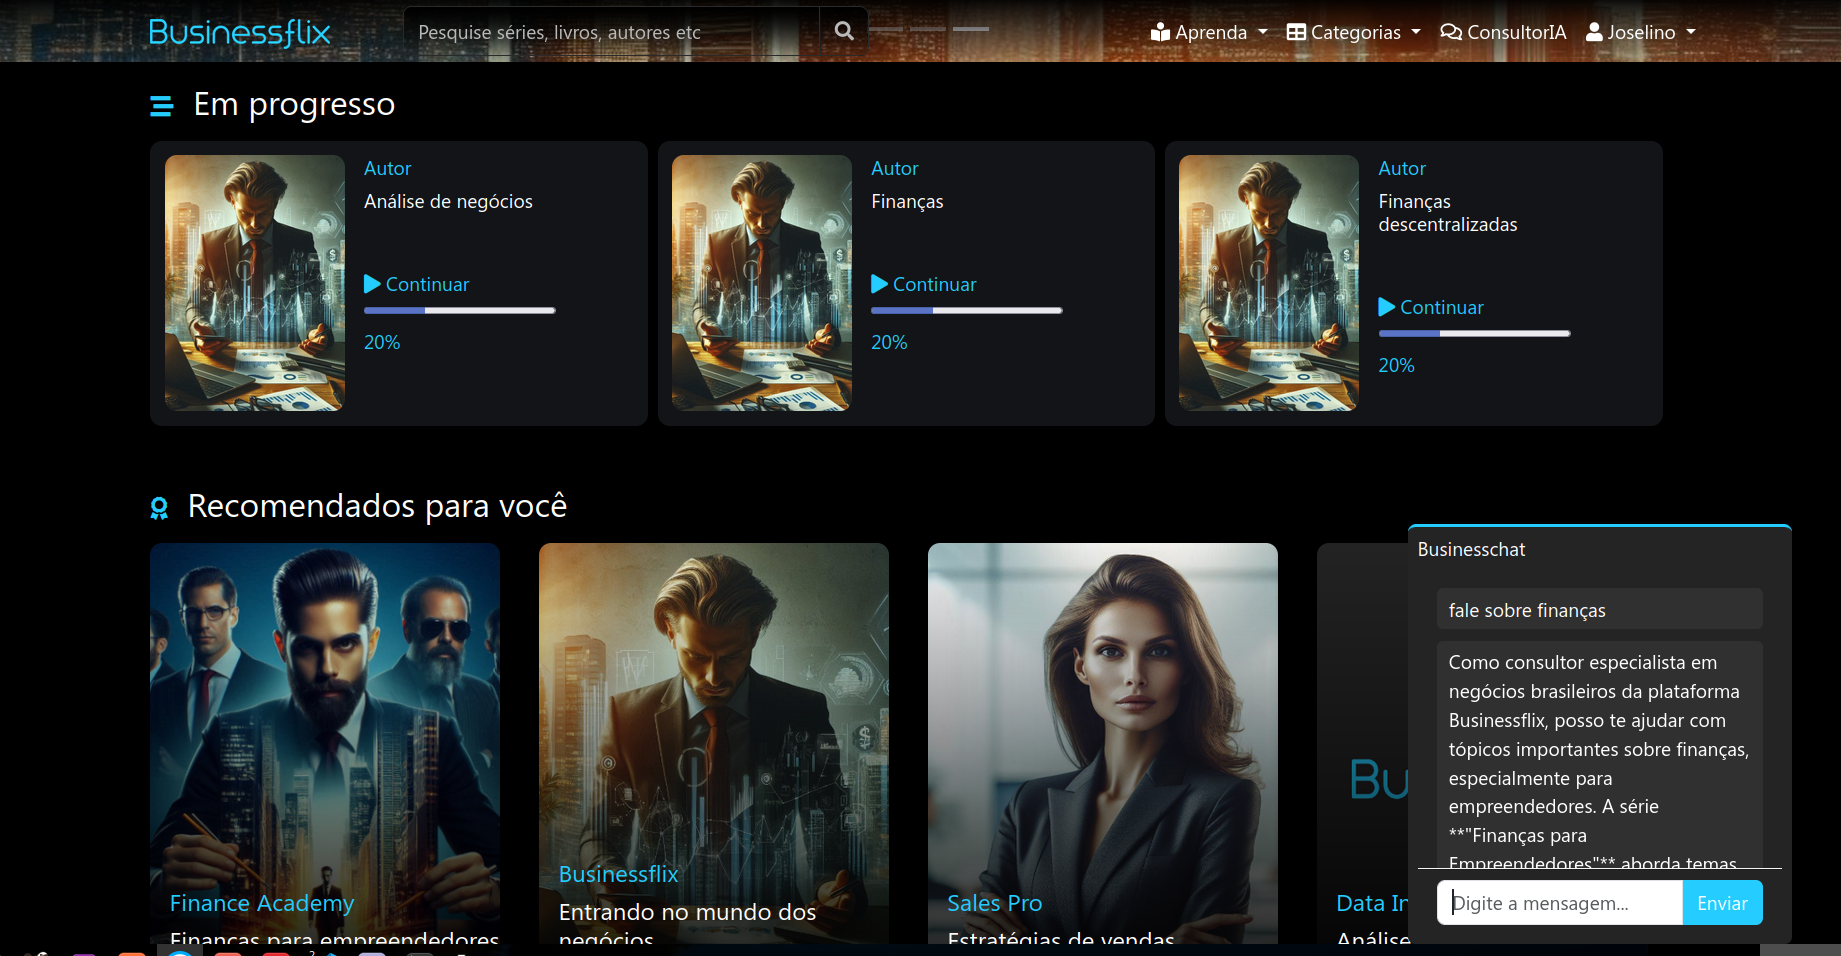 Businessflix
Pesquise séries, livros, autores etc
Aprenda
Categorias
ConsultorIA
Joselino
Em progresso
Autor
Análise de negócios
Continuar
20%
Autor
Finanças
Continuar
20%
Autor
Finanças
descentralizadas
Continuar
20%
Recomendados para você
Finance Academy
Finanças para empreendedores
Businessflix
Entrando no mundo dos
negócios
Sales Pro
Estratégias de vendas
Bu
Data In
Análise
Businesschat
fale sobre finanças
Como consultor especialista em
negócios brasileiros da plataforma
Businessflix, posso te ajudar com
tópicos importantes sobre finanças,
especialmente para
empreendedores. A série
**"Finanças para
Empreendedores"** aborda temas
Digite a mensagem...
Enviar